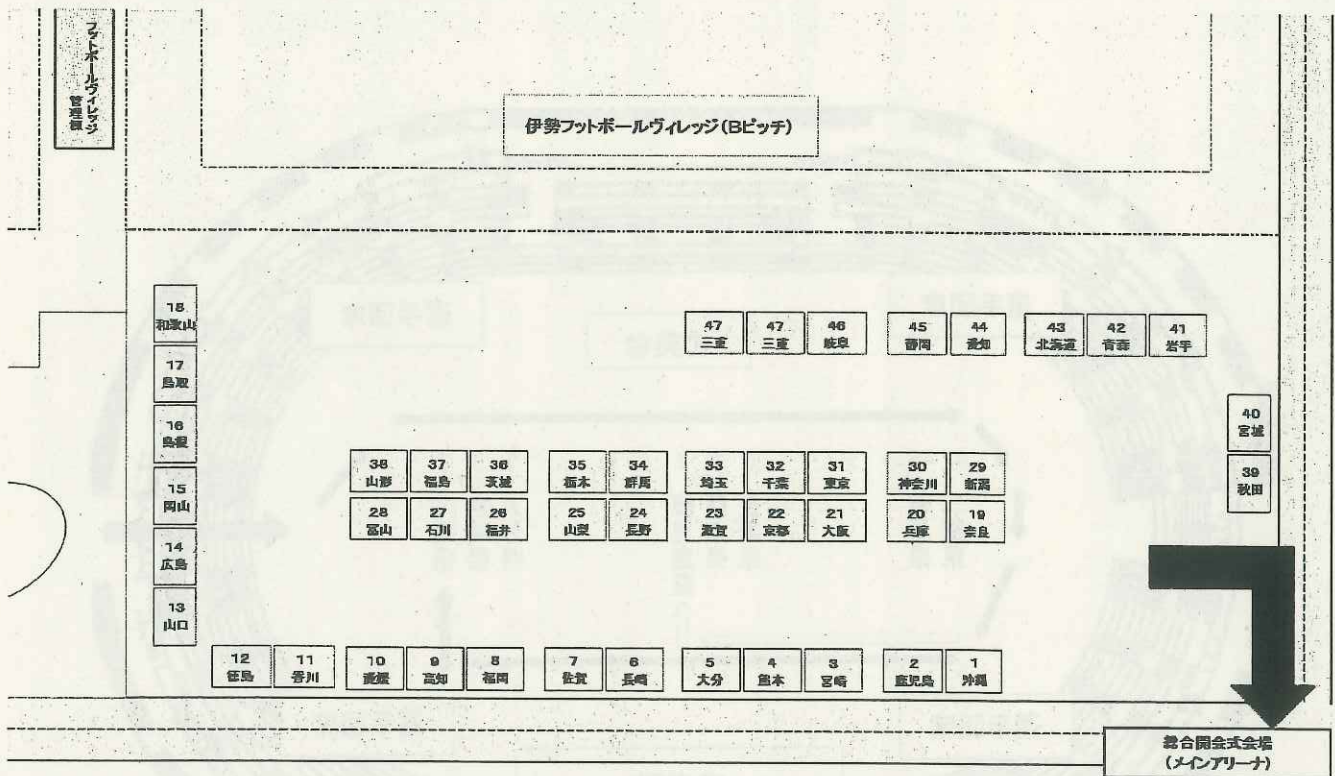 フットボールヴィレッジ
管理棟
伊勢フットボールヴィレッジ(Bピッチ)
18
和歌山
17
鳥取
16
島根
15
岡山
14
広島
13
山口
47
三重
47
三重
46
岐阜
45
静岡
44
愛知
43
北海道
42
青森
41
岩手
40
宮城
39
秋田
38
山形
37
福島
36
茨城
35
栃木
34
群馬
33
埼玉
32
千葉
31
東京
30
神奈川
29
新潟
28
富山
27
石川
26
福井
25
山梨
24
長野
23
滋賀
22
京都
21
大阪
20
兵庫
19
奈良
12
徳島
11
香川
10
愛媛
9
高知
8
福岡
7
佐賀
6
長崎
5
大分
4
熊本
3
宮崎
2
鹿児島
1
沖縄
総合開会式会場
(メインアリーナ)